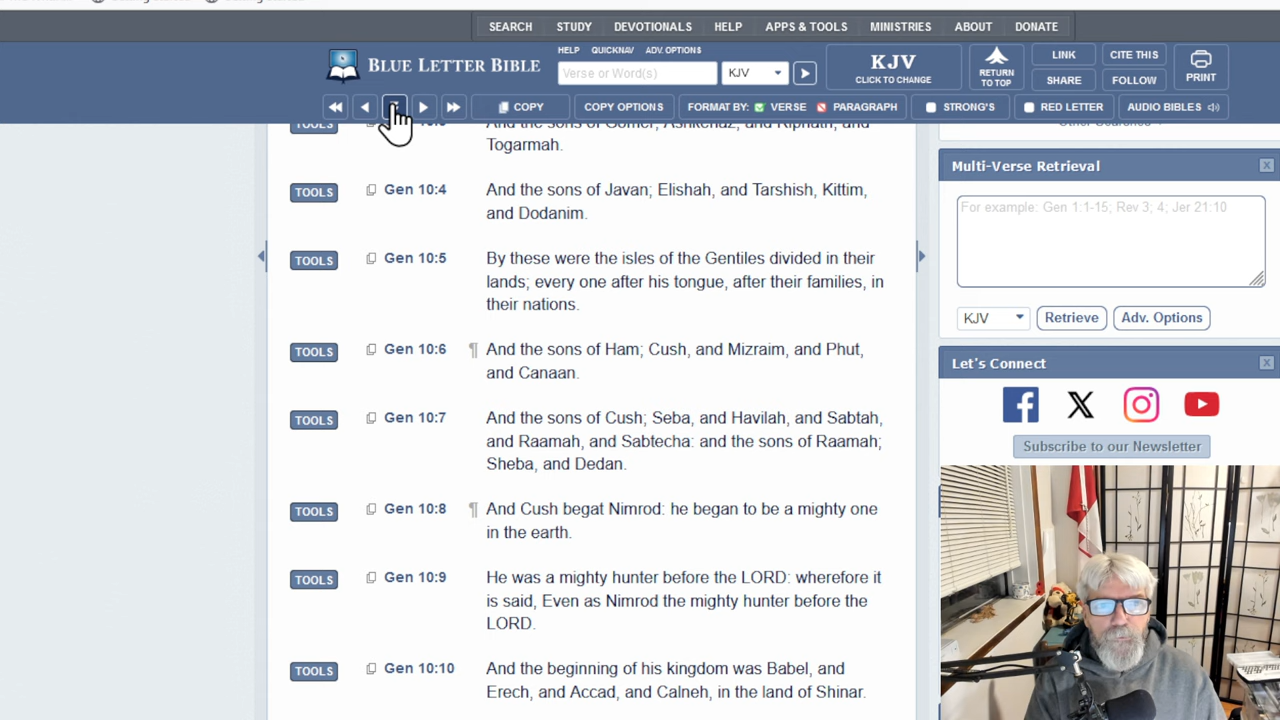 SEARCH STUDY DEVOTIONALS HELP APPS & TOOLS MINISTRIES ABOUT DONATE
BLUE LETTER BIBLE
HELP QUICKNAV ADV. OPTIONS
Verse or Word(s) KJV
KJV
CLICK TO CHANGE
RETURN
TO TOP
LINK CITE THIS
SHARE FOLLOW
PRINT
COPY COPY OPTIONS FORMAT BY: VERSE PARAGRAPH STRONG'S RED LETTER AUDIO BIBLES
TOOLS And the sons of Gomer; Ashkenaz, and Riphath, and
Togarmah.
TOOLS Gen 10:4 And the sons of Javan; Elishah, and Tarshish, Kittim,
and Dodanim.
TOOLS Gen 10:5 By these were the isles of the Gentiles divided in their
lands; every one after his tongue, after their families, in
their nations.
TOOLS Gen 10:6 ¶ And the sons of Ham; Cush, and Mizraim, and Phut,
and Canaan.
TOOLS Gen 10:7 And the sons of Cush; Seba, and Havilah, and Sabtah,
and Raamah, and Sabtecha: and the sons of Raamah;
Sheba, and Dedan.
TOOLS Gen 10:8 ¶ And Cush begat Nimrod: he began to be a mighty one
in the earth.
TOOLS Gen 10:9 He was a mighty hunter before the LORD: wherefore it
is said, Even as Nimrod the mighty hunter before the
LORD.
TOOLS Gen 10:10 And the beginning of his kingdom was Babel, and
Erech, and Accad, and Calneh, in the land of Shinar.
Multi-Verse Retrieval
For example: Gen 1:1-15; Rev 3; 4; Jer 21:10
KJV Retrieve Adv. Options
Let's Connect
Subscribe to our Newsletter